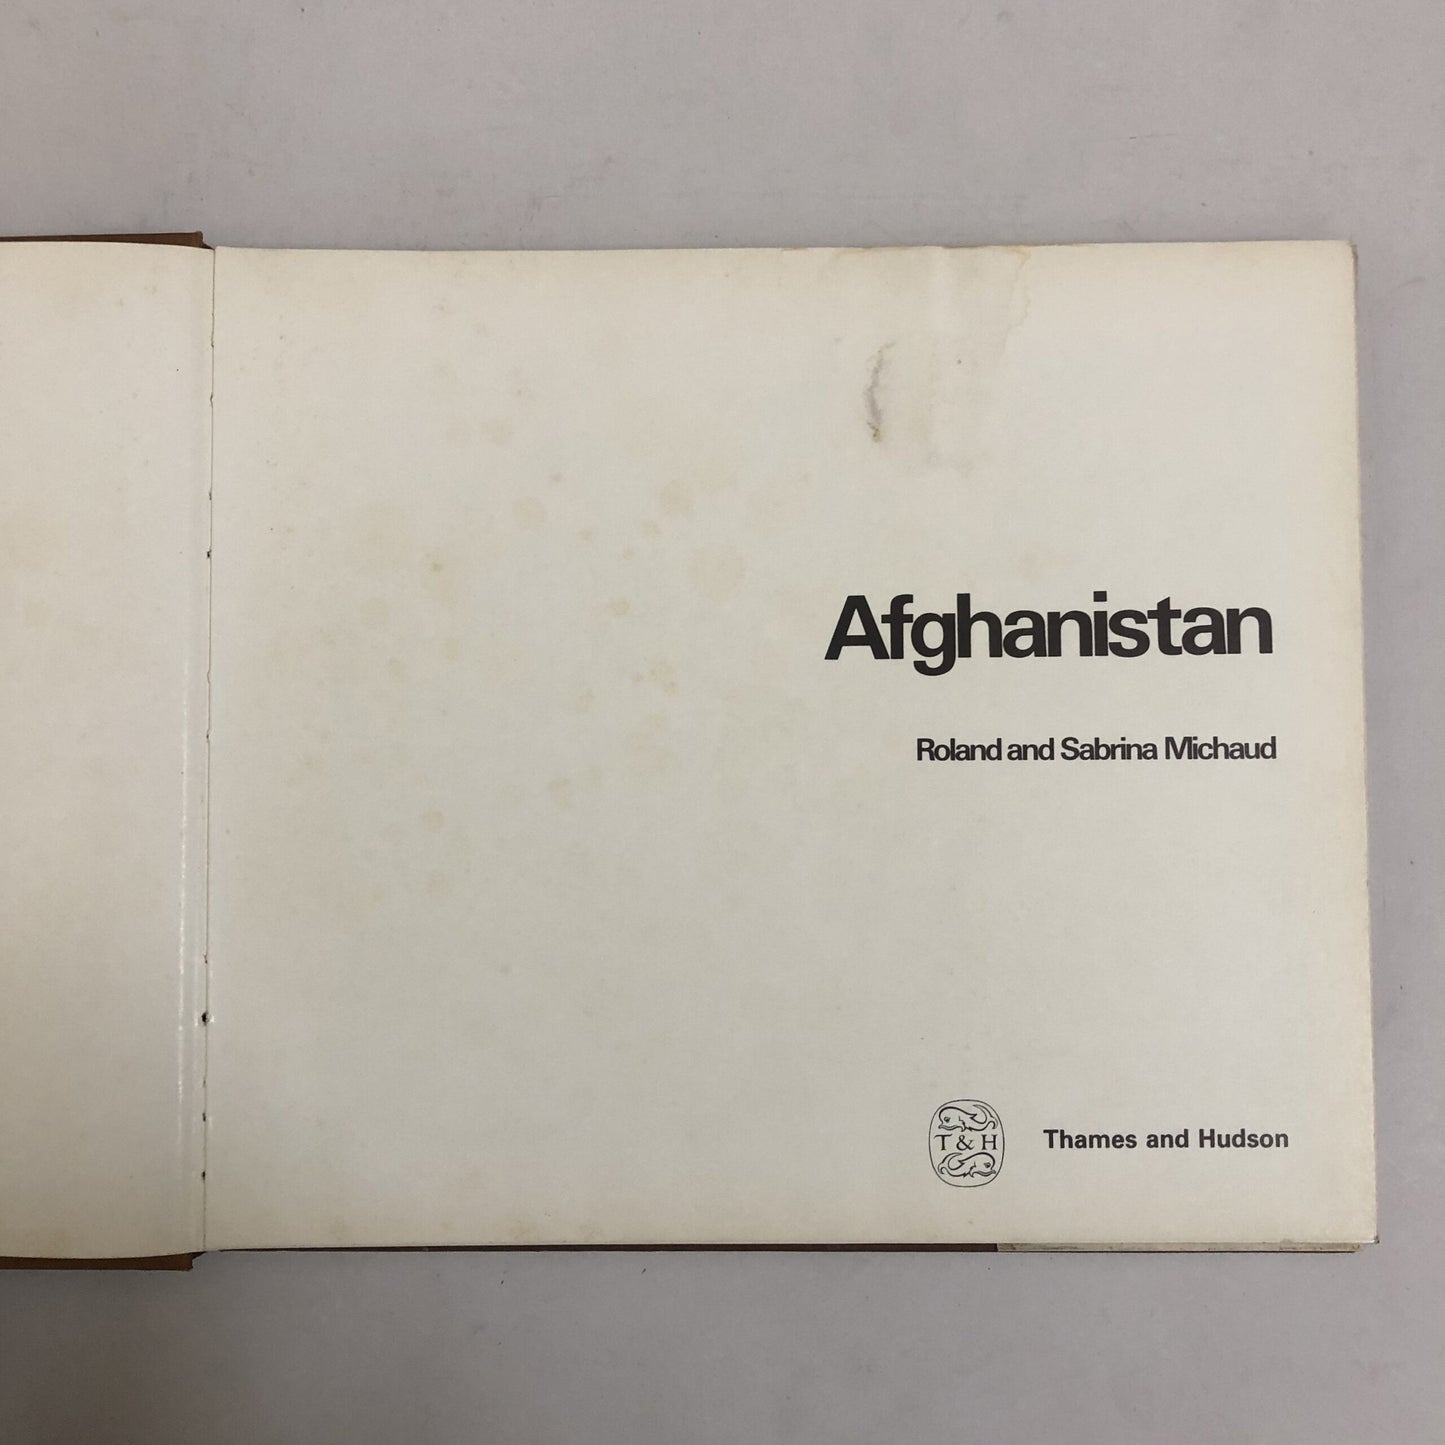 Afghanistan
Roland and Sabrina Michaud
T & H
Thames and Hudson